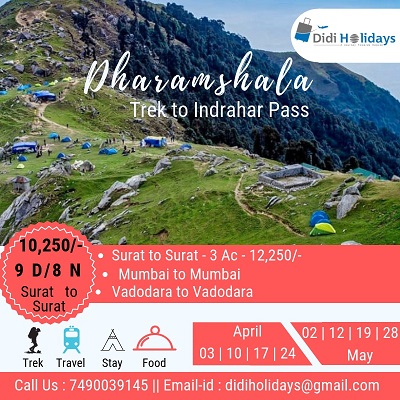 Didi Holidays
Dharamshala
Trek to Indrahar Pass
10,250/-
9 D/8 N
Surat to
Surat
• Surat to Surat - 3 Ac - 12,250/-
• Mumbai to Mumbai
• Vadodara to Vadodara
Trek Travel Stay Food
April
03 | 10 | 17 | 24
02 | 12 | 19 | 28
May
Call Us : 7490039145 || Email-id : didiholidays@gmail.com